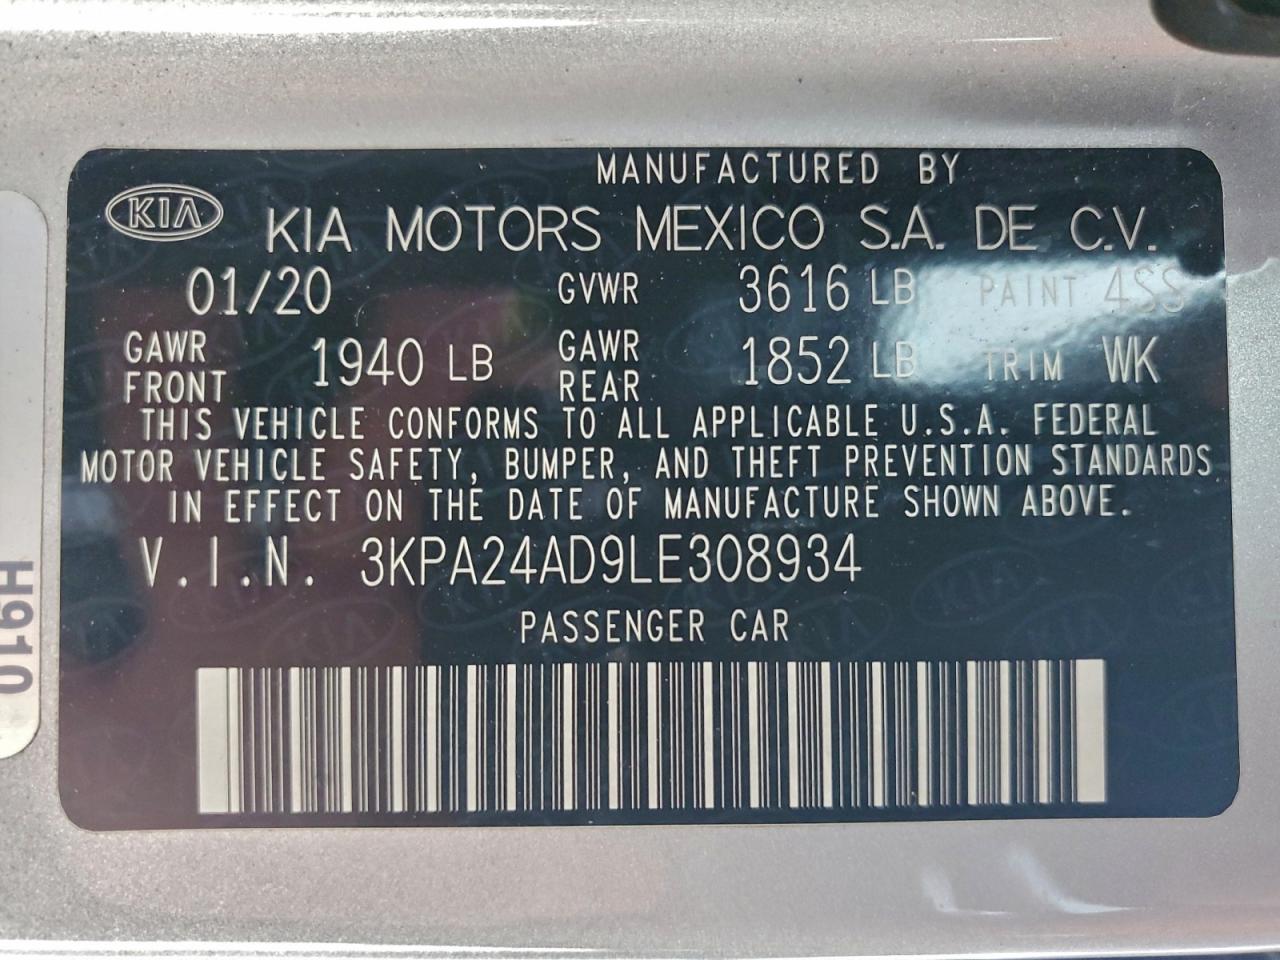 MANUFACTURED BY
KIA KIA MOTORS MEXICO S.A. DE C.V.
01/20 GVWR 3616 LB PAINT 4SS
GAWR FRONT 1940 LB GAWR REAR 1852 LB TRIM WK
THIS VEHICLE CONFORMS TO ALL APPLICABLE U.S.A. FEDERAL
MOTOR VEHICLE SAFETY, BUMPER, AND THEFT PREVENTION STANDARDS
IN EFFECT ON THE DATE OF MANUFACTURE SHOWN ABOVE.
V.I.N. 3KPA24AD9LE308934
PASSENGER CAR
H910